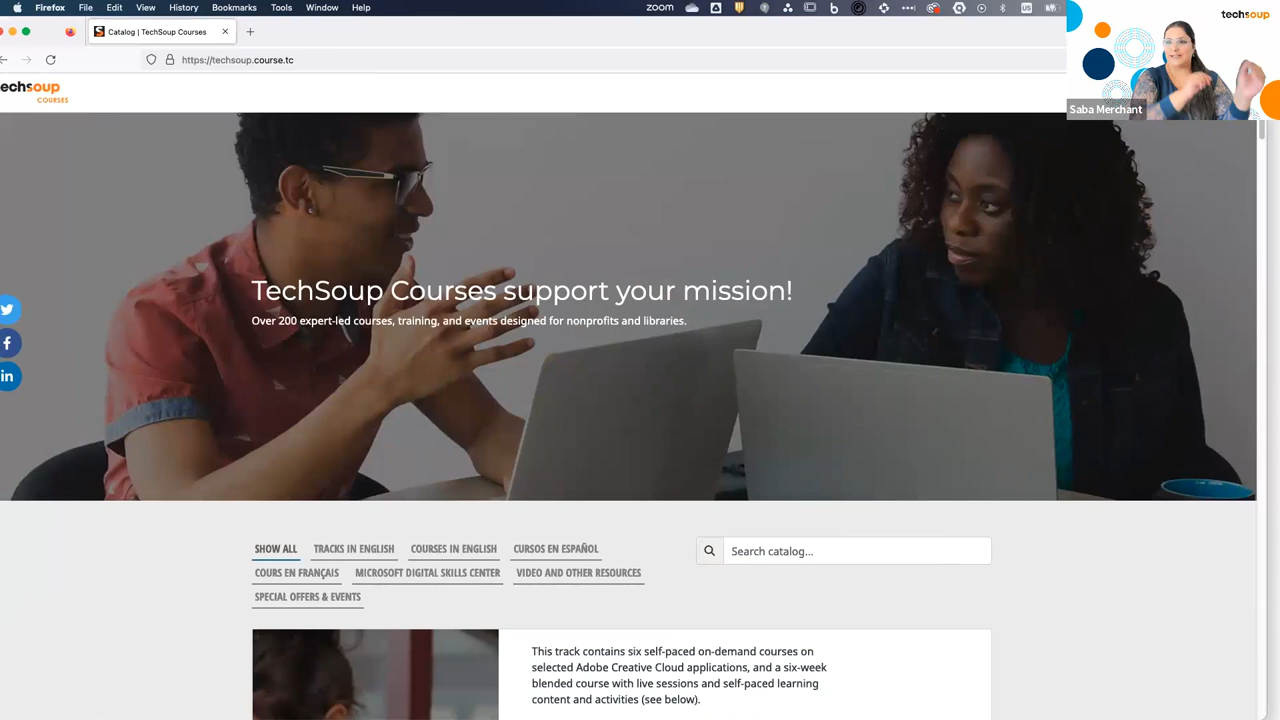 Firefox File Edit View History Bookmarks Tools Window Help
zoom
US
techsoup
Catalog | TechSoup Courses
https://techsoup.course.tc
Saba Merchant
echsoup
COURSES
TechSoup Courses support your mission!
Over 200 expert-led courses, training, and events designed for nonprofits and libraries.
SHOW ALL TRACKS IN ENGLISH COURSES IN ENGLISH CURSOS EN ESPAÑOL
COURS EN FRANÇAIS MICROSOFT DIGITAL SKILLS CENTER VIDEO AND OTHER RESOURCES
SPECIAL OFFERS & EVENTS
Search catalog...
This track contains six self-paced on-demand courses on
selected Adobe Creative Cloud applications, and a six-week
blended course with live sessions and self-paced learning
content and activities (see below).